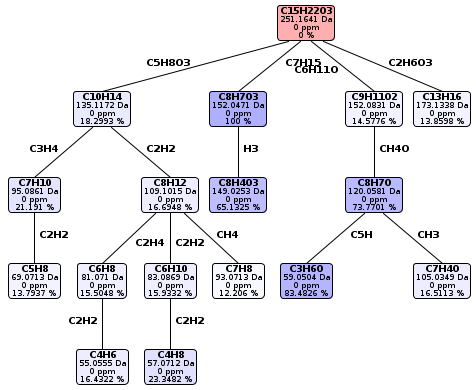 C15H22O3
251.1641 Da
0 ppm
0 %
C5H8O3
C7H15
C6H11O
C2H6O3
C10H14
135.1172 Da
0 ppm
18.2993 %
C8H7O3
152.0471 Da
0 ppm
100 %
C9H11O2
152.0831 Da
0 ppm
14.5776 %
C13H16
173.1338 Da
0 ppm
13.8598 %
C3H4
C2H2
H3
CH4O
C7H10
95.0861 Da
0 ppm
21.191 %
C8H12
109.1015 Da
0 ppm
16.6948 %
C8H4O3
149.0253 Da
0 ppm
65.1325 %
C8H7O
120.0581 Da
0 ppm
73.7701 %
C2H2
C2H4
C2H2
CH4
C5H
CH3
C5H8
69.0713 Da
0 ppm
13.7937 %
C6H8
81.071 Da
0 ppm
15.5048 %
C6H10
83.0869 Da
0 ppm
15.9332 %
C7H8
93.0713 Da
0 ppm
12.206 %
C3H6O
59.0504 Da
0 ppm
83.4826 %
C7H4O
105.0349 Da
0 ppm
16.5113 %
C2H2
C2H2
C4H6
55.0555 Da
0 ppm
16.4322 %
C4H8
57.0712 Da
0 ppm
23.3482 %